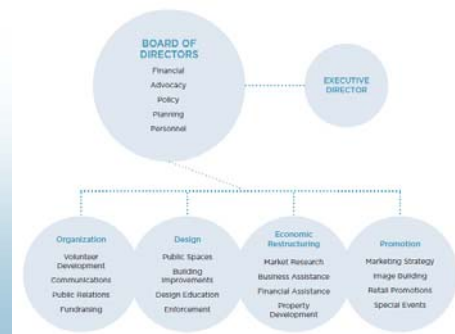 BOARD OF
DIRECTORS
Financial
Advocacy
Policy
Planning
Personnel
EXECUTIVE
DIRECTOR
Organization
Volunteer
Development
Communications
Public Relations
Fundraising
Design
Public Spaces
Building
Improvements
Design Education
Enforcement
Economic
Restructuring
Market Research
Business Assistance
Financial Assistance
Property
Development
Promotion
Marketing Strategy
Image Building
Retail Promotions
Special Events